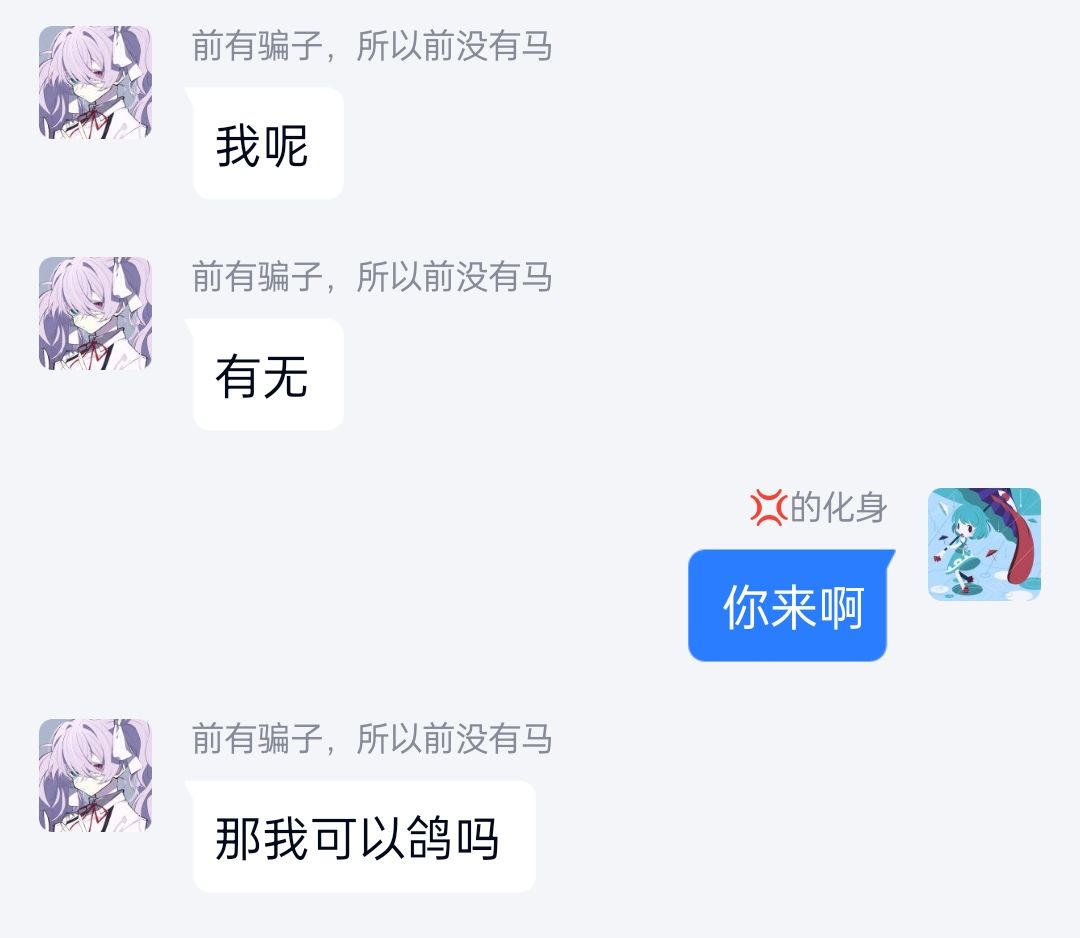 前有骗子，所以前没有马
我呢
前有骗子，所以前没有马
有无
💢的化身
你来啊
前有骗子，所以前没有马
那我可以鸽吗